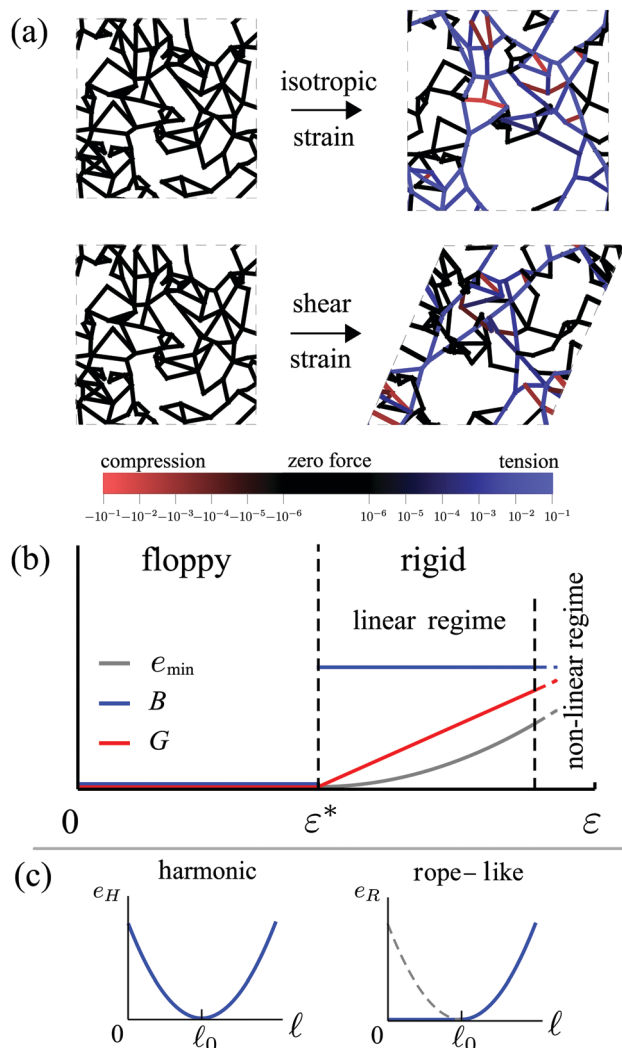 (a)
isotropic
strain
shear
strain
compression zero force tension
−10⁻¹ −10⁻² −10⁻³ −10⁻⁴ −10⁻⁵ −10⁻⁶ 10⁻⁶ 10⁻⁵ 10⁻⁴ 10⁻³ 10⁻² 10⁻¹
(b)
floppy rigid
linear regime
non-linear regime
e_min
B
G
0 ε* ε
(c)
harmonic rope-like
e_H e_R
0 ℓ₀ ℓ 0 ℓ₀ ℓ